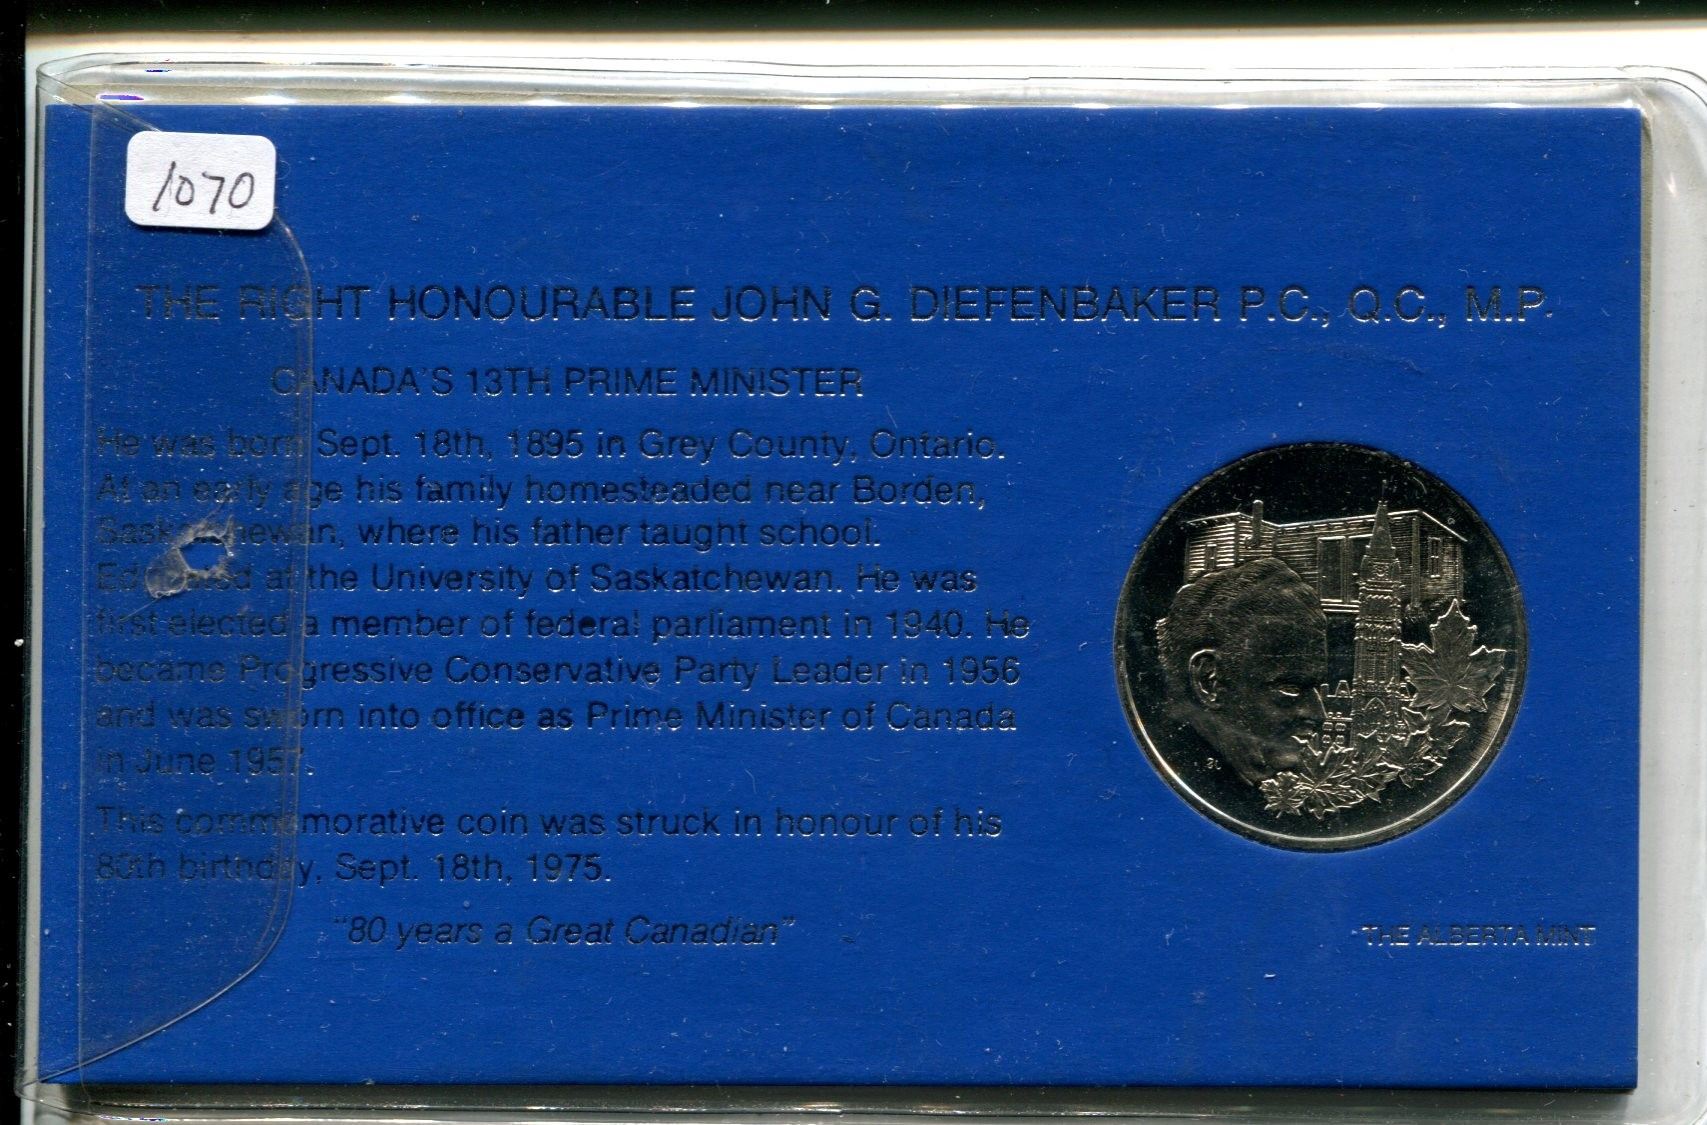 1070
THE RIGHT HONOURABLE JOHN G. DIEFENBAKER P.C., Q.C., M.P.
CANADA'S 13TH PRIME MINISTER
He was born Sept. 18th, 1895 in Grey County, Ontario.
At an early age his family homesteaded near Borden,
Saskatchewan, where his father taught school.
Educated at the University of Saskatchewan. He was
first elected a member of federal parliament in 1940. He
became Progressive Conservative Party Leader in 1956
and was sworn into office as Prime Minister of Canada
in June 1957.
This commemorative coin was struck in honour of his
80th birthday, Sept. 18th, 1975.
"80 years a Great Canadian"
THE ALBERTA MINT